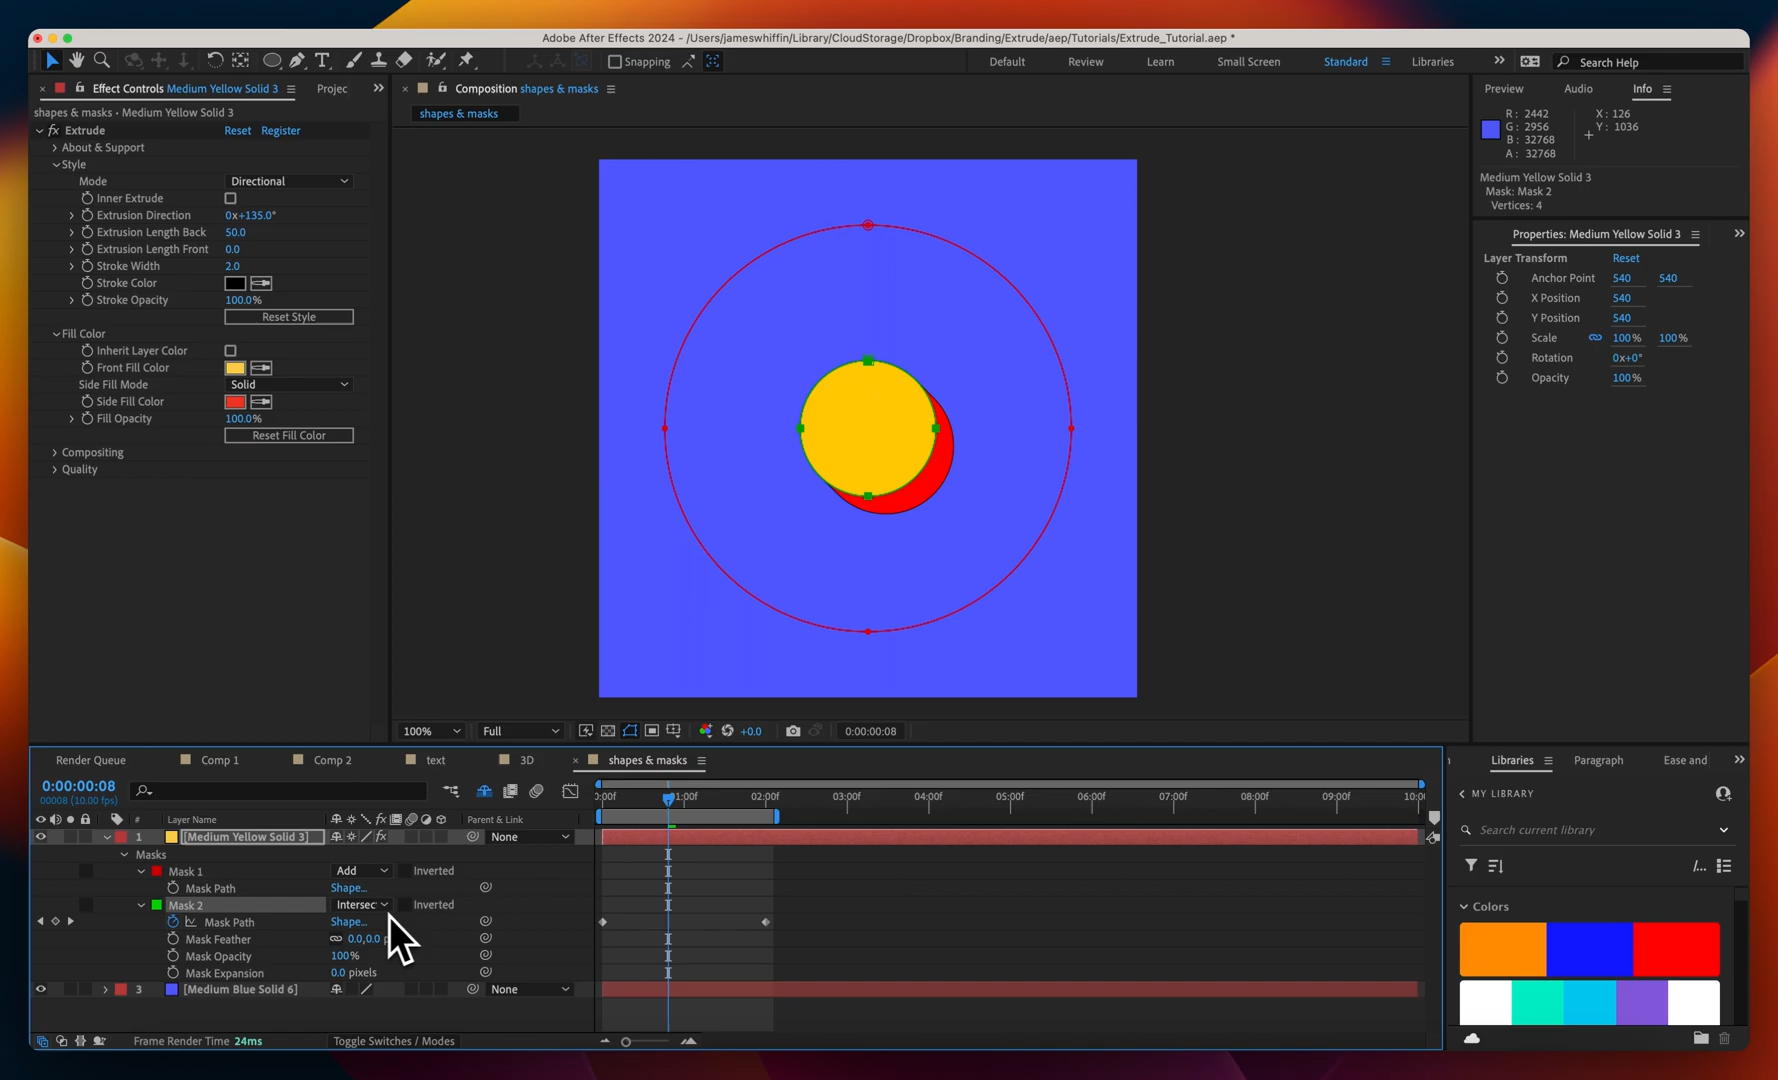 Adobe After Effects 2024 - /Users/jameswhiffin/Library/CloudStorage/Dropbox/Branding/Extrude/aep/Tutorials/Extrude_Tutorial.aep *
Snapping
Default
Review
Learn
Small Screen
Standard
Libraries
Search Help
Effect Controls Medium Yellow Solid 3
Projec
shapes & masks • Medium Yellow Solid 3
fx Extrude
Reset
Register
About & Support
Style
Mode
Directional
Inner Extrude
Extrusion Direction
0x+135.0°
Extrusion Length Back
50.0
Extrusion Length Front
0.0
Stroke Width
2.0
Stroke Color
Stroke Opacity
100.0%
Reset Style
Fill Color
Inherit Layer Color
Front Fill Color
Side Fill Mode
Solid
Side Fill Color
Fill Opacity
100.0%
Reset Fill Color
Compositing
Quality
Composition shapes & masks
shapes & masks
100%
Full
+0.0
0:00:00:08
Preview
Audio
Info
R: 2442
G: 2956
B: 32768
A: 32768
X: 126
Y: 1036
Medium Yellow Solid 3
Mask: Mask 2
Vertices: 4
Properties: Medium Yellow Solid 3
Layer Transform
Reset
Anchor Point
540
540
X Position
540
Y Position
540
Scale
100%
100%
Rotation
0x+0°
Opacity
100%
Render Queue
Comp 1
Comp 2
text
3D
shapes & masks
0:00:00:08
00008 (10.00 fps)
0:00f
1:00f
02:00f
03:00f
04:00f
05:00f
06:00f
07:00f
08:00f
09:00f
10:0
#
Layer Name
fx
Parent & Link
1
[Medium Yellow Solid 3]
fx
None
Masks
Mask 1
Add
Inverted
Mask Path
Shape...
Mask 2
Intersec
Inverted
Mask Path
Shape...
Mask Feather
0.0,0.0 p
Mask Opacity
100%
Mask Expansion
0.0 pixels
3
[Medium Blue Solid 6]
None
Frame Render Time 24ms
Toggle Switches / Modes
Libraries
Paragraph
Ease and
MY LIBRARY
Search current library
Colors